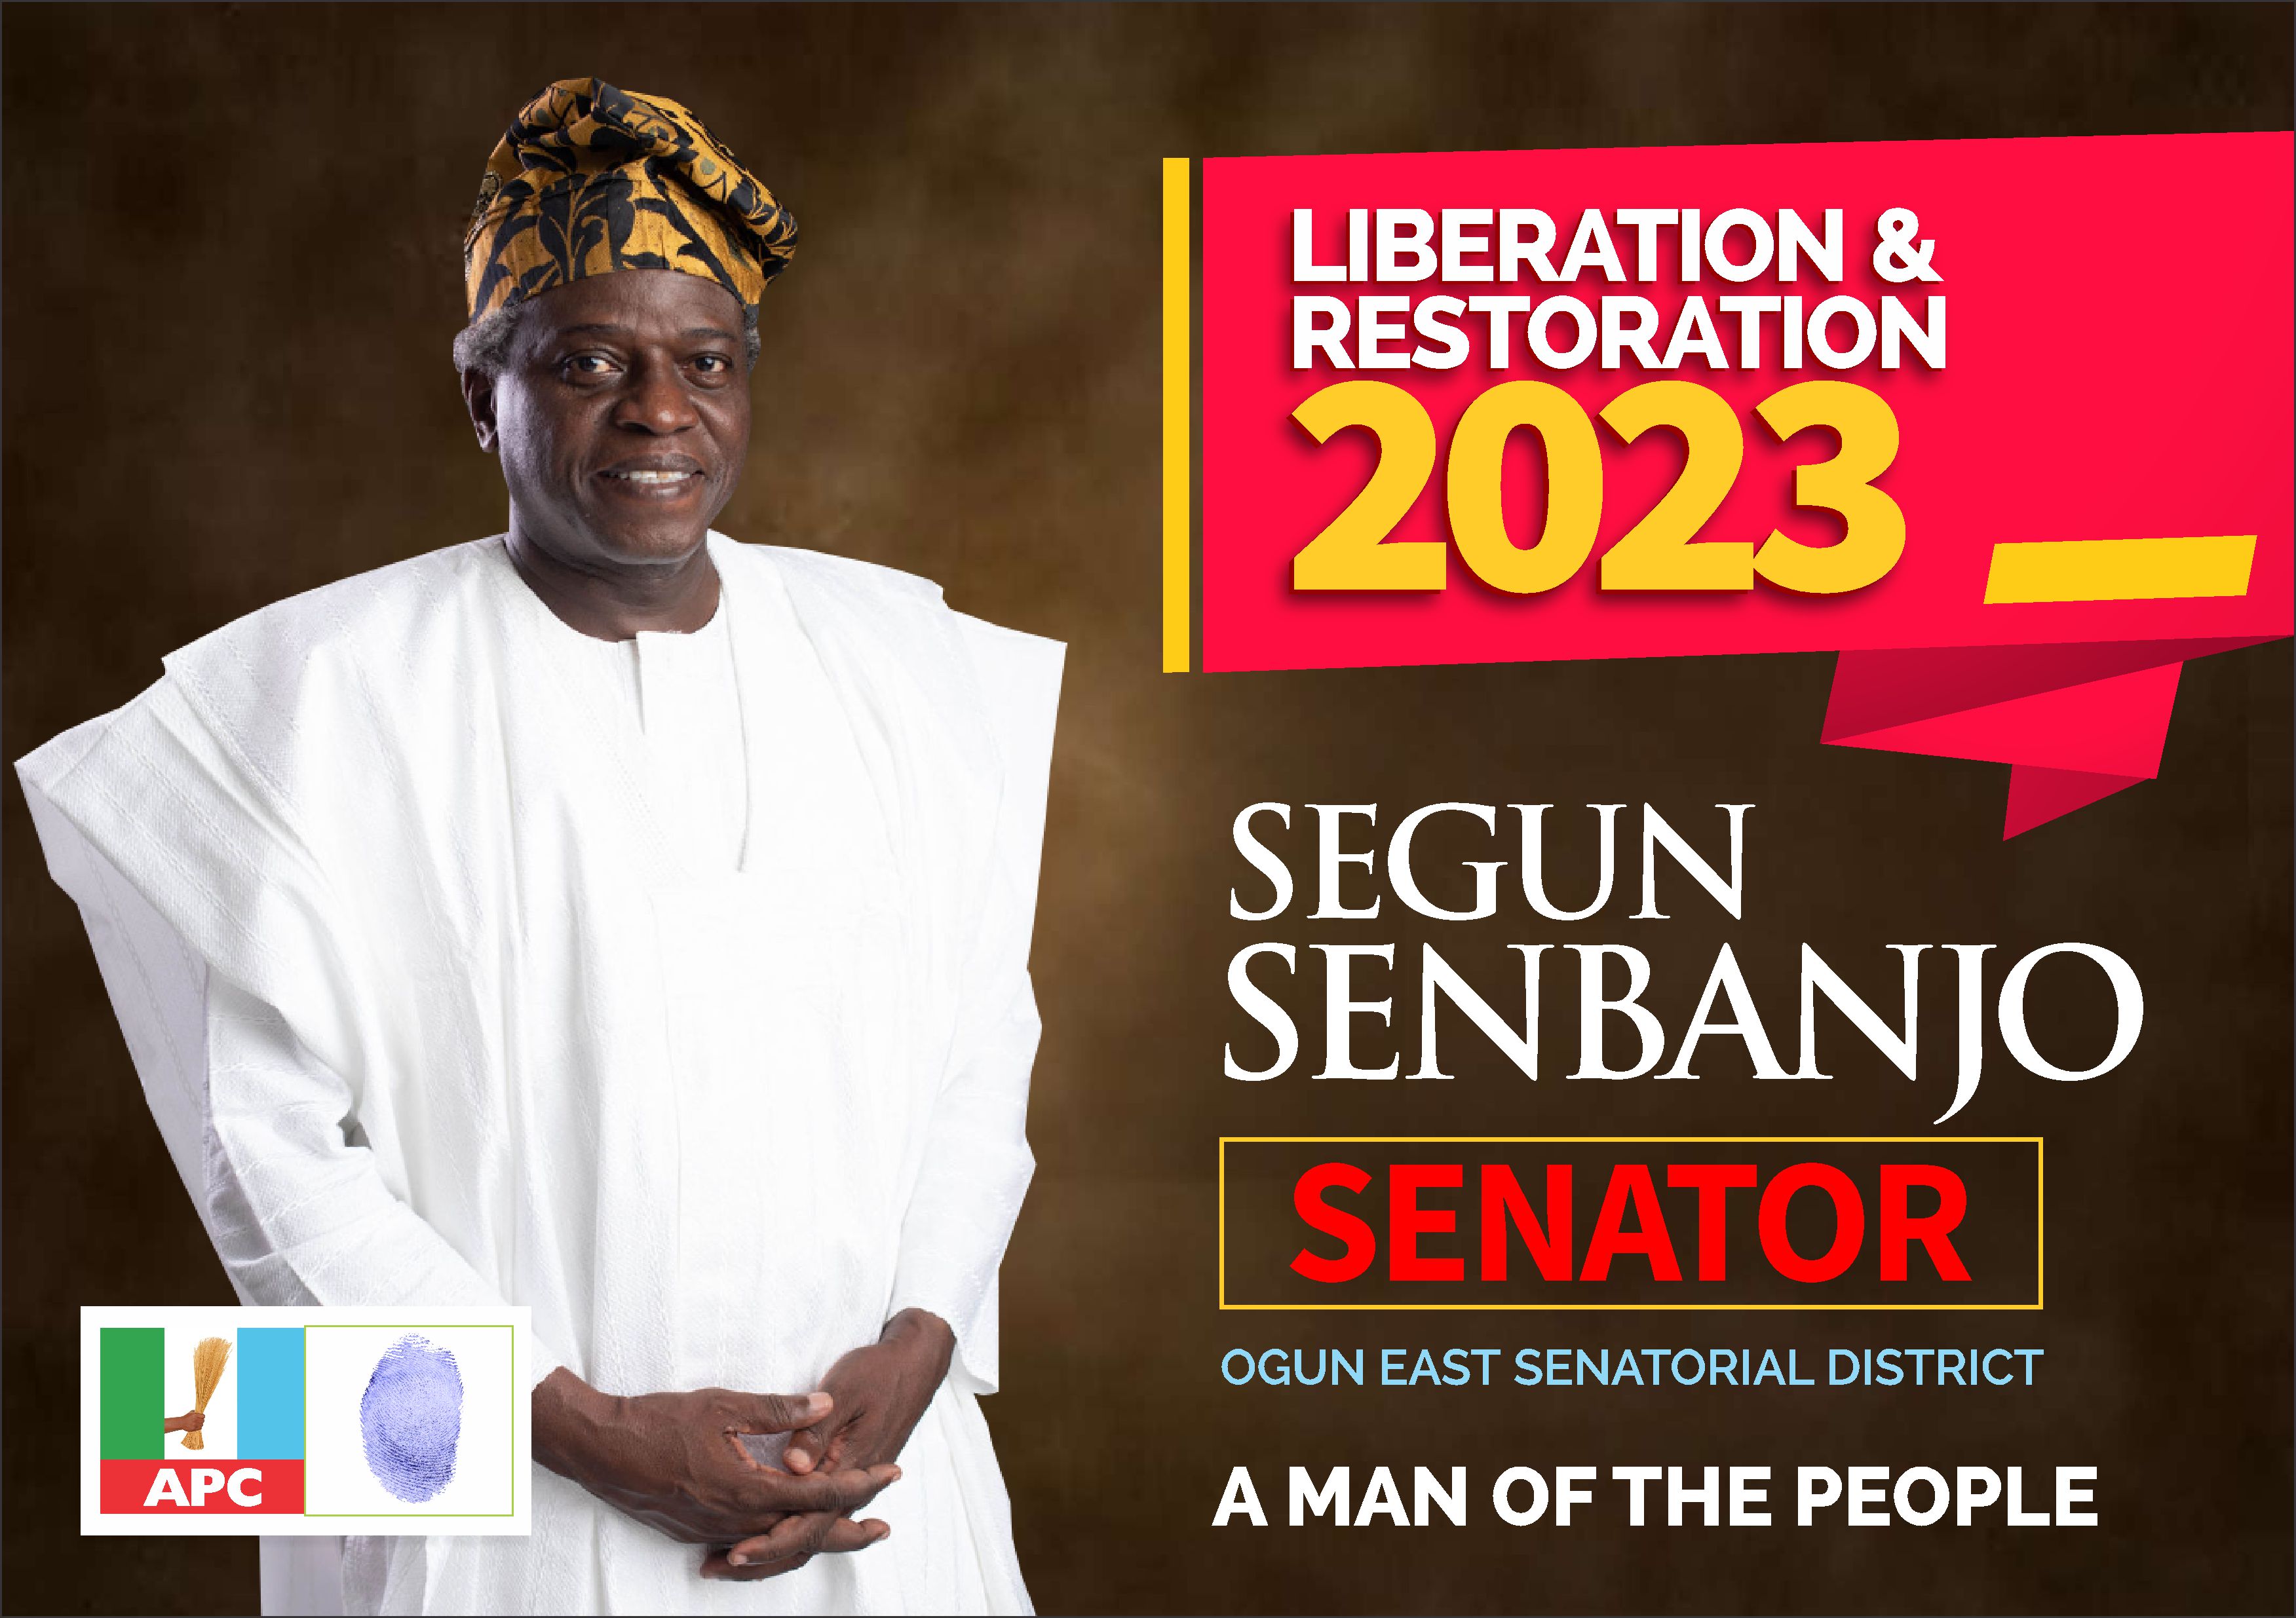 LIBERATION &
RESTORATION
2023
SEGUN
SENBANJO
SENATOR
OGUN EAST SENATORIAL DISTRICT
A MAN OF THE PEOPLE
APC